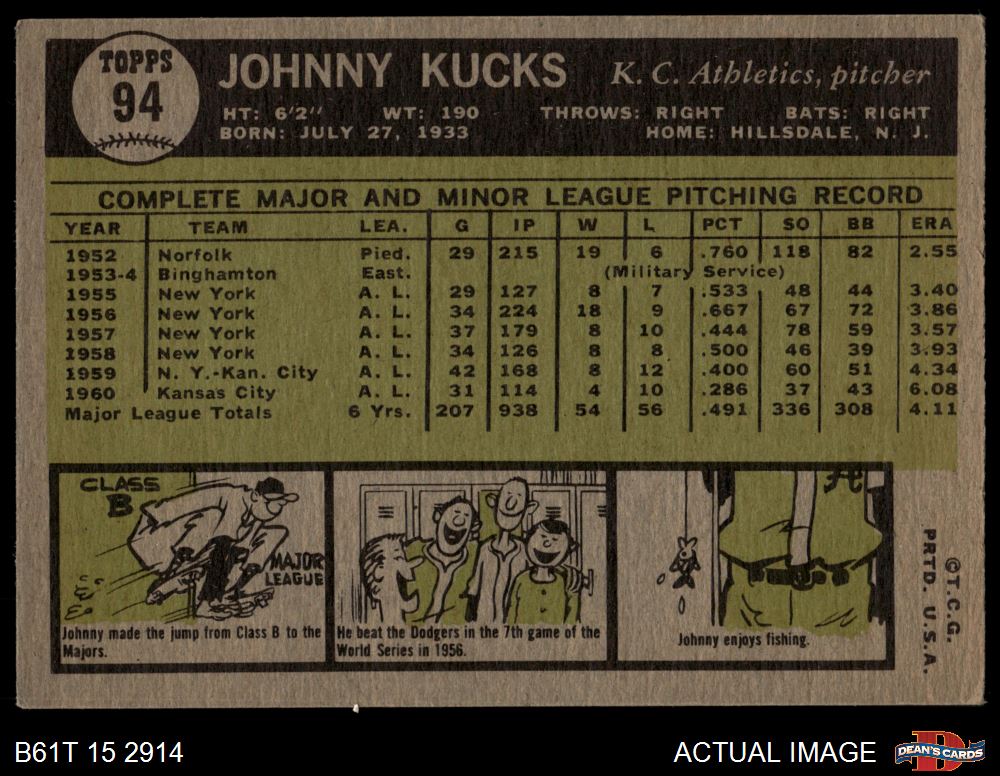 TOPPS
94
JOHNNY KUCKS K. C. Athletics, pitcher
HT: 6'2" WT: 190 THROWS: RIGHT BATS: RIGHT
BORN: JULY 27, 1933 HOME: HILLSDALE, N. J.
COMPLETE MAJOR AND MINOR LEAGUE PITCHING RECORD
YEAR TEAM LEA. G IP W L PCT SO BB ERA
1952 Norfolk Pied. 29 215 19 6 .760 118 82 2.55
1953-4 Binghamton East. (Military Service)
1955 New York A. L. 29 127 8 7 .533 48 44 3.40
1956 New York A. L. 34 224 18 9 .667 67 72 3.86
1957 New York A. L. 37 179 8 10 .444 78 59 3.57
1958 New York A. L. 34 126 8 8 .500 46 39 3.93
1959 N. Y.-Kan. City A. L. 42 168 8 12 .400 60 51 4.34
1960 Kansas City A. L. 31 114 4 10 .286 37 43 6.08
Major League Totals 6 Yrs. 207 938 54 56 .491 336 308 4.11
CLASS
B
MAJOR
LEAGUE
Johnny made the jump from Class B to the
Majors.
He beat the Dodgers in the 7th game of the
World Series in 1956.
A
Johnny enjoys fishing.
©T.C.G.
PRTD. U.S.A.
B61T 15 2914 ACTUAL IMAGE
DEAN'S CARDS